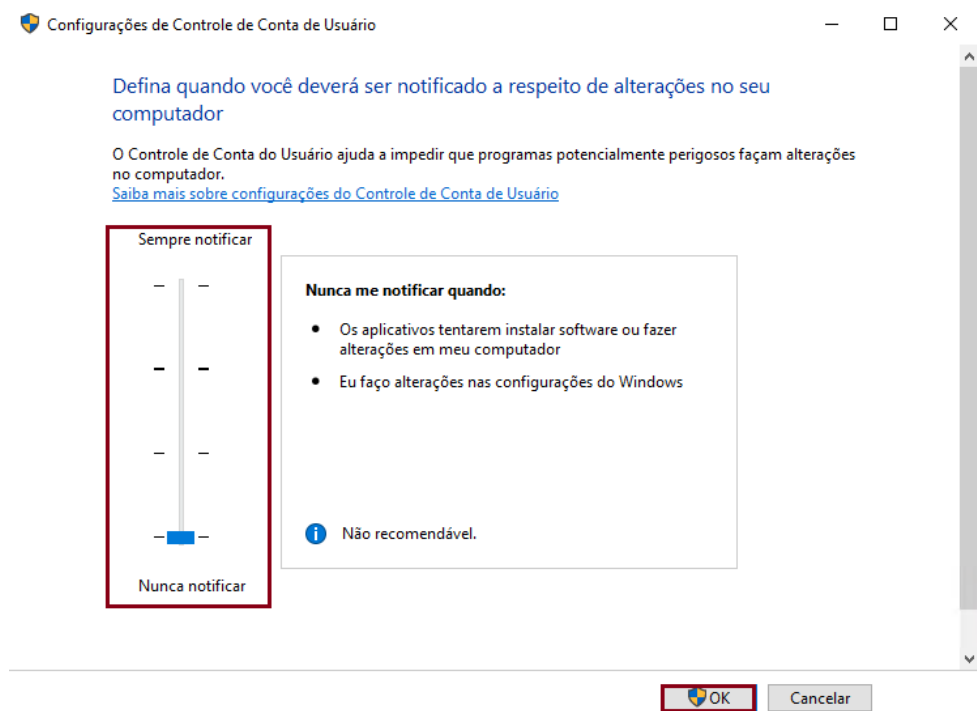 Configurações de Controle de Conta de Usuário
Defina quando você deverá ser notificado a respeito de alterações no seu
computador
O Controle de Conta do Usuário ajuda a impedir que programas potencialmente perigosos façam alterações
no computador.
Saiba mais sobre configurações do Controle de Conta de Usuário
Sempre notificar
Nunca me notificar quando:
• Os aplicativos tentarem instalar software ou fazer
alterações em meu computador
• Eu faço alterações nas configurações do Windows
Não recomendável.
Nunca notificar
OK
Cancelar